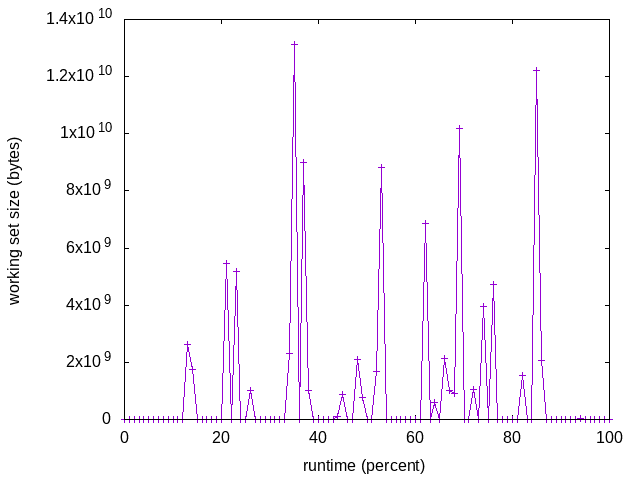 1.4x10^10
1.2x10^10
1x10^10
8x10^9
6x10^9
4x10^9
2x10^9
0
working set size (bytes)
0 20 40 60 80 100
runtime (percent)